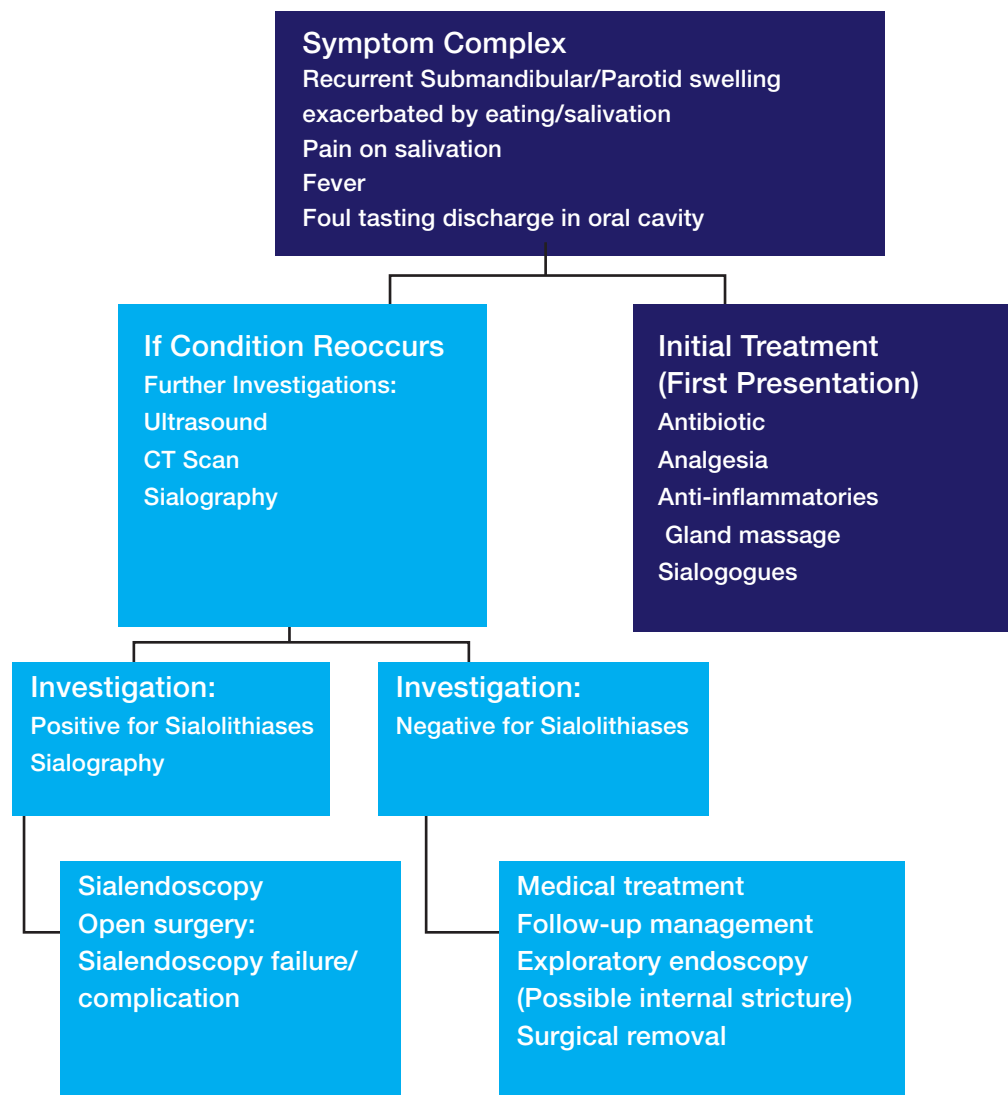 Symptom Complex
Recurrent Submandibular/Parotid swelling
exacerbated by eating/salivation
Pain on salivation
Fever
Foul tasting discharge in oral cavity
If Condition Reoccurs
Further Investigations:
Ultrasound
CT Scan
Sialography
Initial Treatment
(First Presentation)
Antibiotic
Analgesia
Anti-inflammatories
Gland massage
Sialogogues
Investigation:
Positive for Sialolithiases
Sialography
Investigation:
Negative for Sialolithiases
Sialendoscopy
Open surgery:
Sialendoscopy failure/
complication
Medical treatment
Follow-up management
Exploratory endoscopy
(Possible internal stricture)
Surgical removal